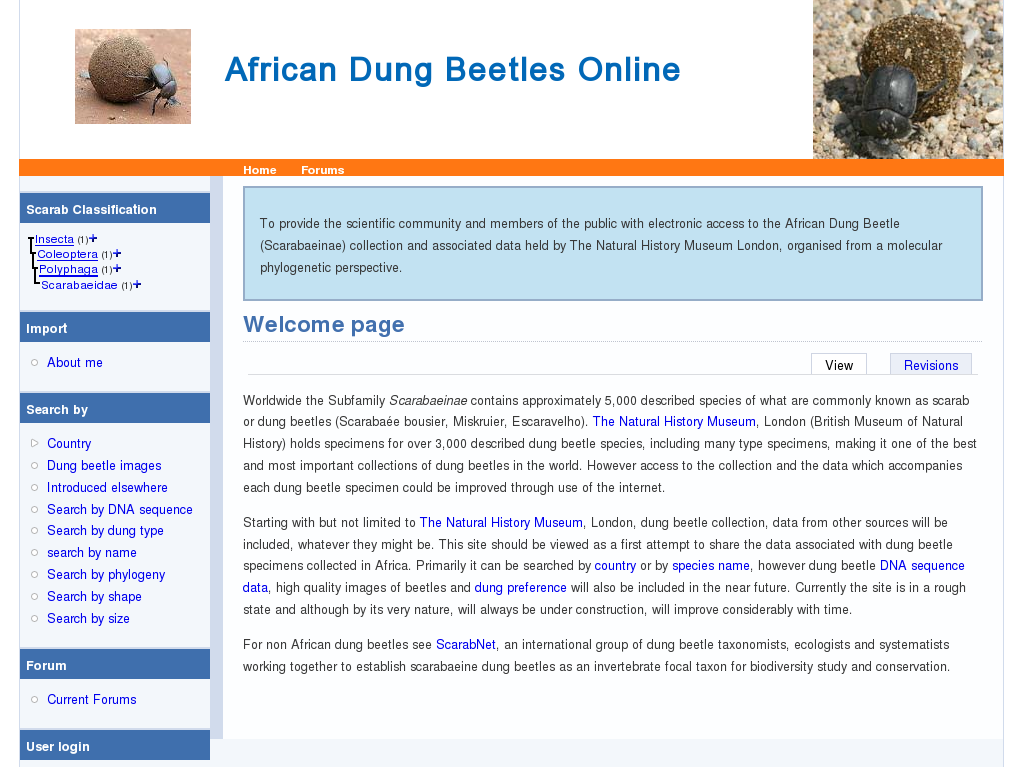 African Dung Beetles Online
Home Forums
Scarab Classification
Insecta (1)+
Coleoptera (1)+
Polyphaga (1)+
Scarabaeidae (1)+
Import
About me
Search by
Country
Dung beetle images
Introduced elsewhere
Search by DNA sequence
Search by dung type
search by name
Search by phylogeny
Search by shape
Search by size
Forum
Current Forums
User login
To provide the scientific community and members of the public with electronic access to the African Dung Beetle
(Scarabaeinae) collection and associated data held by The Natural History Museum London, organised from a molecular
phylogenetic perspective.
Welcome page
View Revisions
Worldwide the Subfamily Scarabaeinae contains approximately 5,000 described species of what are commonly known as scarab
or dung beetles (Scarabaée bousier, Miskruier, Escaravelho). The Natural History Museum, London (British Museum of Natural
History) holds specimens for over 3,000 described dung beetle species, including many type specimens, making it one of the best
and most important collections of dung beetles in the world. However access to the collection and the data which accompanies
each dung beetle specimen could be improved through use of the internet.
Starting with but not limited to The Natural History Museum, London, dung beetle collection, data from other sources will be
included, whatever they might be. This site should be viewed as a first attempt to share the data associated with dung beetle
specimens collected in Africa. Primarily it can be searched by country or by species name, however dung beetle DNA sequence
data, high quality images of beetles and dung preference will also be included in the near future. Currently the site is in a rough
state and although by its very nature, will always be under construction, will improve considerably with time.
For non African dung beetles see ScarabNet, an international group of dung beetle taxonomists, ecologists and systematists
working together to establish scarabaeine dung beetles as an invertebrate focal taxon for biodiversity study and conservation.